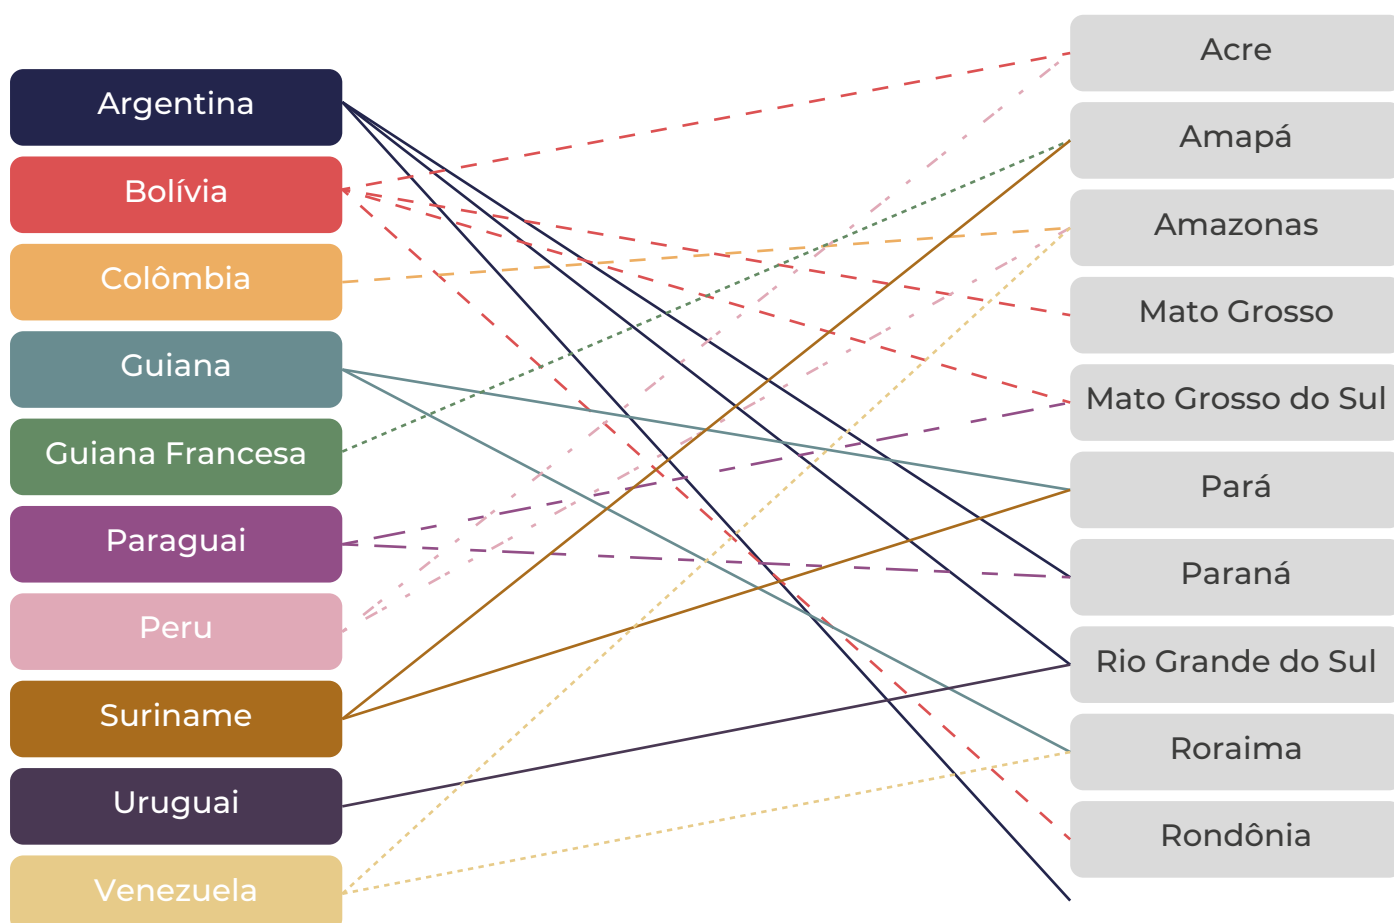 Argentina
Bolívia
Colômbia
Guiana
Guiana Francesa
Paraguai
Peru
Suriname
Uruguai
Venezuela
Acre
Amapá
Amazonas
Mato Grosso
Mato Grosso do Sul
Pará
Paraná
Rio Grande do Sul
Roraima
Rondônia